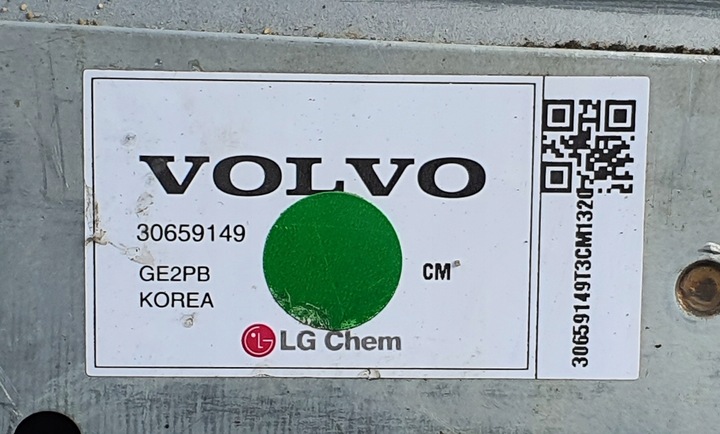 VOLVO
30659149
GE2PB
CM
KOREA
LG Chem
30659149T3CM1320